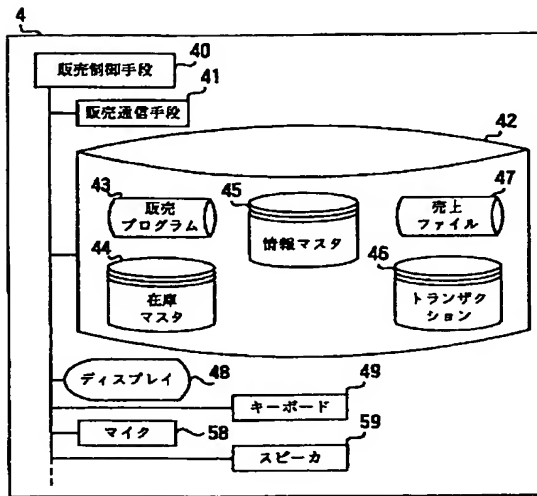 4
40
販売制御手段
41
販売通信手段
42
43
販売
プログラム
45
情報マスタ
47
売上
ファイル
44
在庫
マスタ
46
トランザク
ション
ディスプレイ
48
49
キーボード
マイク
58
59
スピーカ